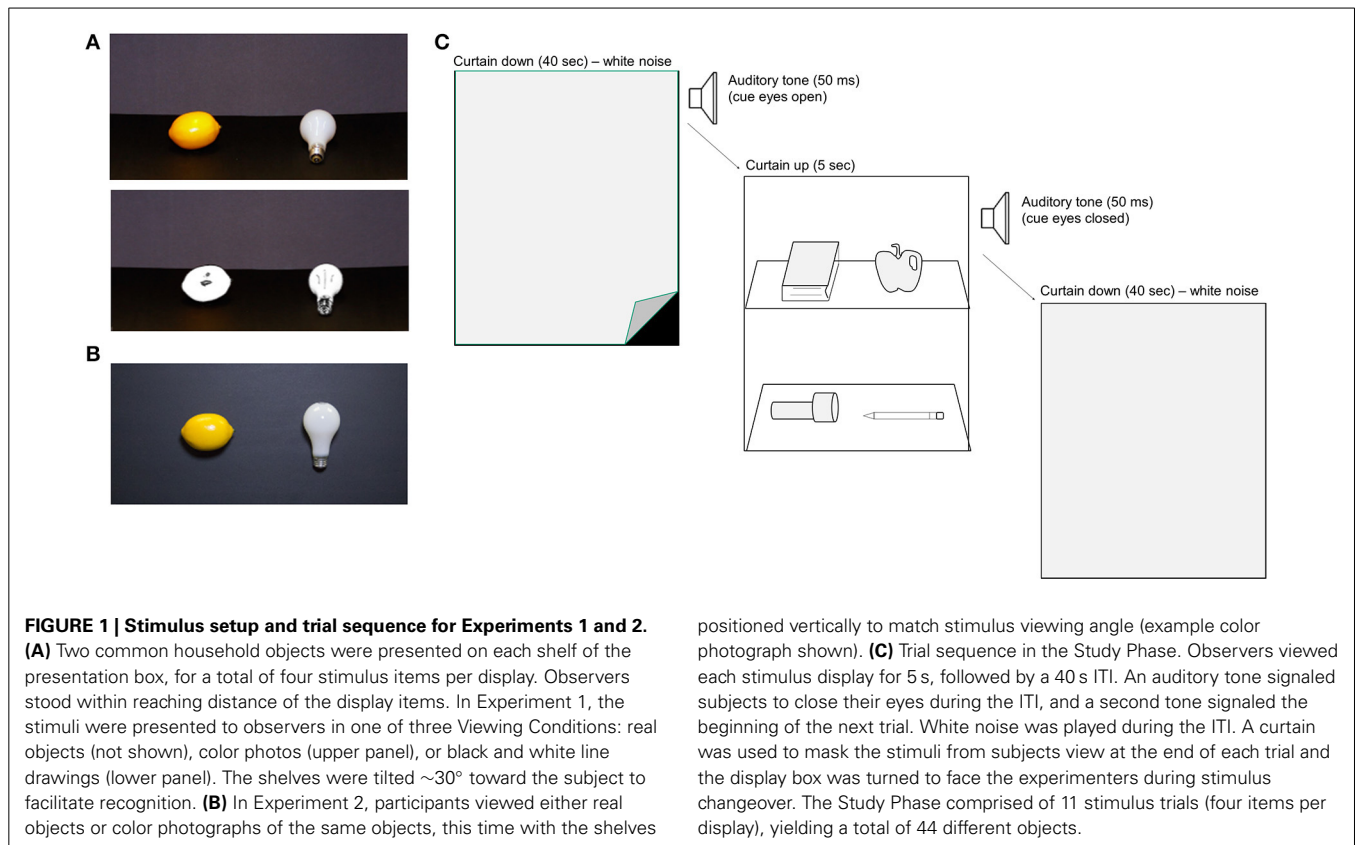 A
C
Curtain down (40 sec) – white noise
Auditory tone (50 ms)
(cue eyes open)
Curtain up (5 sec)
Auditory tone (50 ms)
(cue eyes closed)
Curtain down (40 sec) – white noise
B
FIGURE 1 | Stimulus setup and trial sequence for Experiments 1 and 2.
(A) Two common household objects were presented on each shelf of the
presentation box, for a total of four stimulus items per display. Observers
stood within reaching distance of the display items. In Experiment 1, the
stimuli were presented to observers in one of three Viewing Conditions: real
objects (not shown), color photos (upper panel), or black and white line
drawings (lower panel). The shelves were tilted ~30° toward the subject to
facilitate recognition. (B) In Experiment 2, participants viewed either real
objects or color photographs of the same objects, this time with the shelves
positioned vertically to match stimulus viewing angle (example color
photograph shown). (C) Trial sequence in the Study Phase. Observers viewed
each stimulus display for 5 s, followed by a 40 s ITI. An auditory tone signaled
subjects to close their eyes during the ITI, and a second tone signaled the
beginning of the next trial. White noise was played during the ITI. A curtain
was used to mask the stimuli from subjects view at the end of each trial and
the display box was turned to face the experimenters during stimulus
changeover. The Study Phase comprised of 11 stimulus trials (four items per
display), yielding a total of 44 different objects.